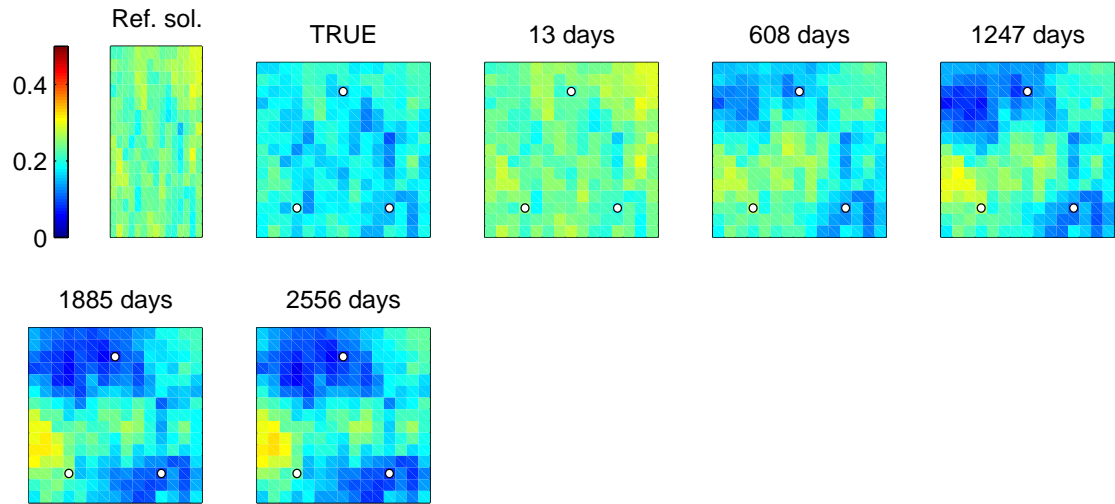 Ref. sol.
TRUE
13 days
608 days
1247 days
0.4
0.2
0
1885 days
2556 days